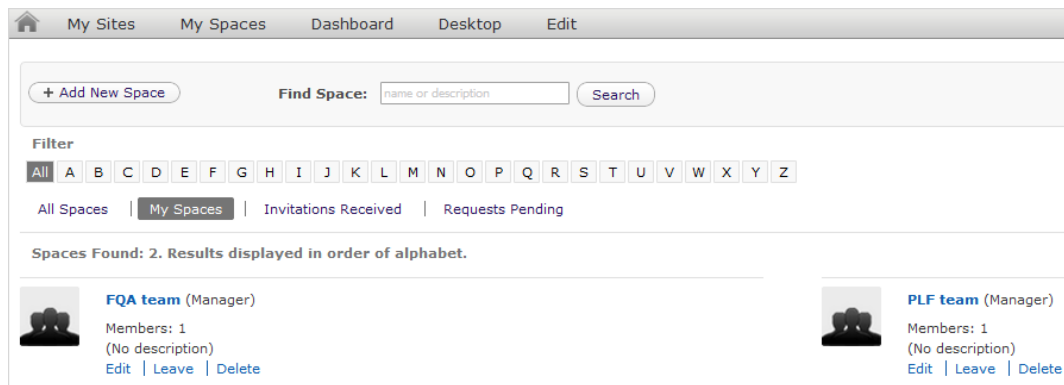 My Sites My Spaces Dashboard Desktop Edit
+ Add New Space Find Space: name or description Search
Filter
All A B C D E F G H I J K L M N O P Q R S T U V W X Y Z
All Spaces | My Spaces | Invitations Received | Requests Pending
Spaces Found: 2. Results displayed in order of alphabet.
FQA team (Manager)
Members: 1
(No description)
Edit | Leave | Delete
PLF team (Manager)
Members: 1
(No description)
Edit | Leave | Delete